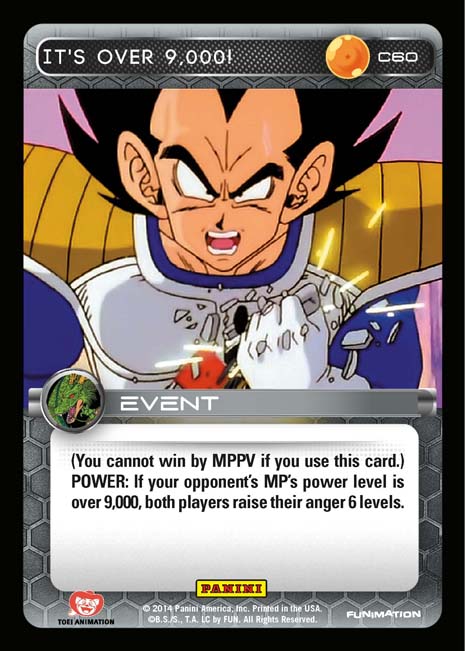 IT'S OVER 9,000!
C60
EVENT
(You cannot win by MPPV if you use this card.)
POWER: If your opponent's MP's power level is
over 9,000, both players raise their anger 6 levels.
PANINI
© 2014 Panini America, Inc. Printed in the USA.
©B.S./S., T.A. LC by FUN. All Rights Reserved.
TOEI ANIMATION
FUNIMATION